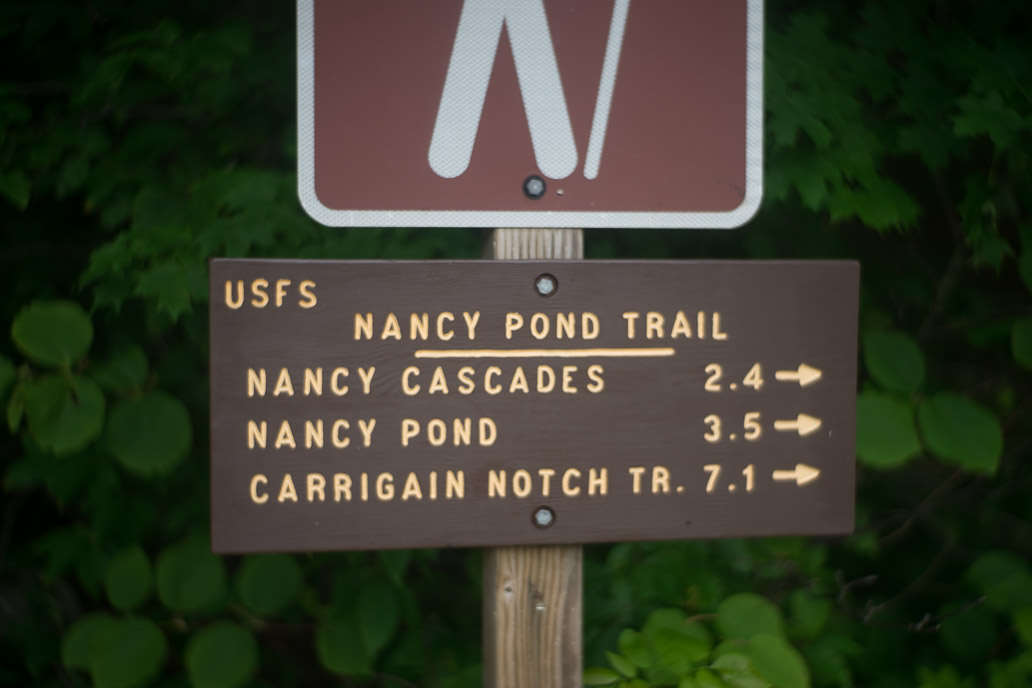 USFS
NANCY POND TRAIL
NANCY CASCADES 2.4 →
NANCY POND 3.5 →
CARRIGAIN NOTCH TR. 7.1 →